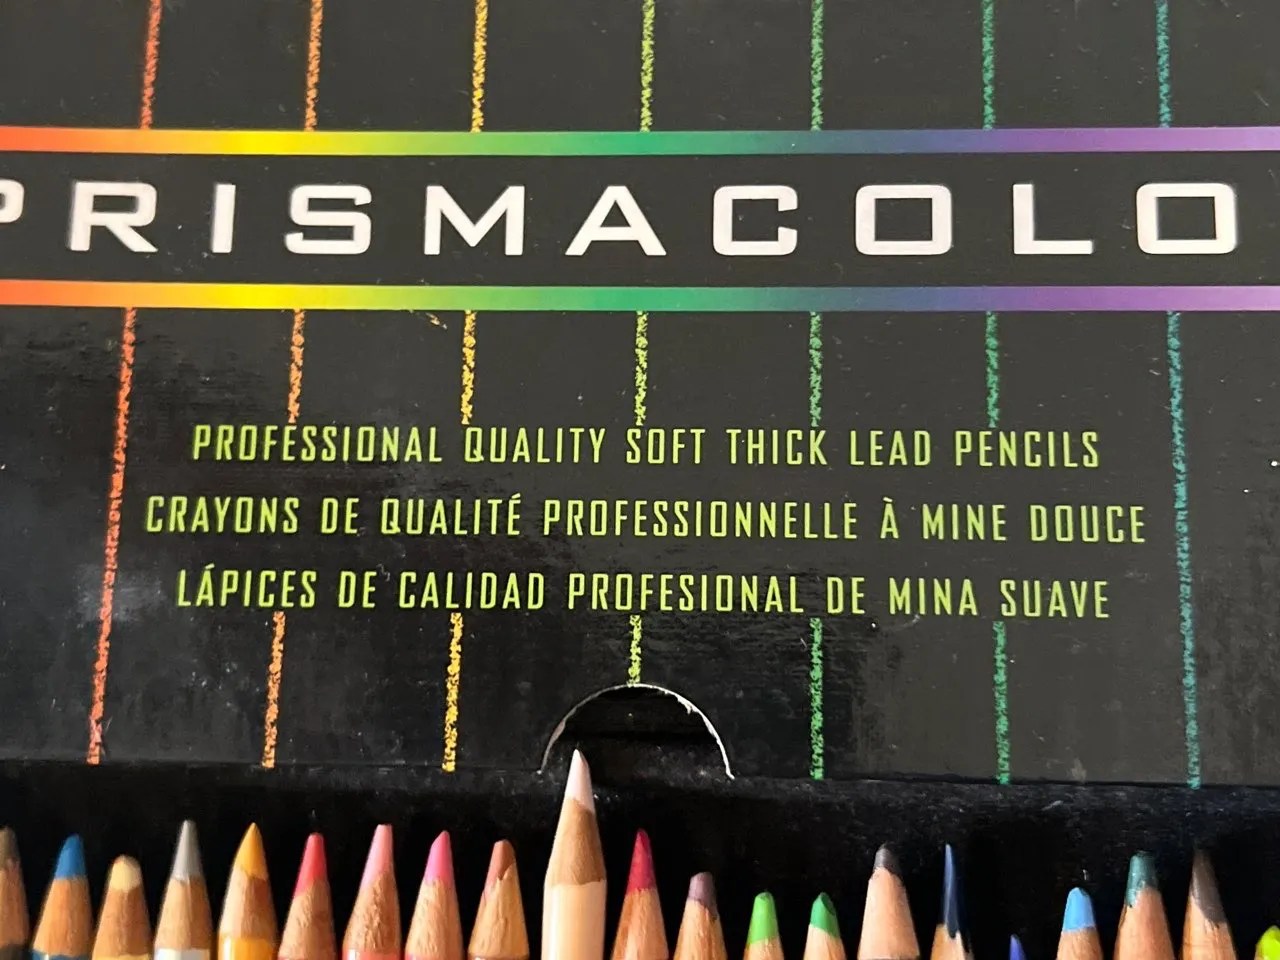 PRISMACOLO
PROFESSIONAL QUALITY SOFT THICK LEAD PENCILS
CRAYONS DE QUALITÉ PROFESSIONNELLE À MINE DOUCE
LÁPICES DE CALIDAD PROFESIONAL DE MINA SUAVE